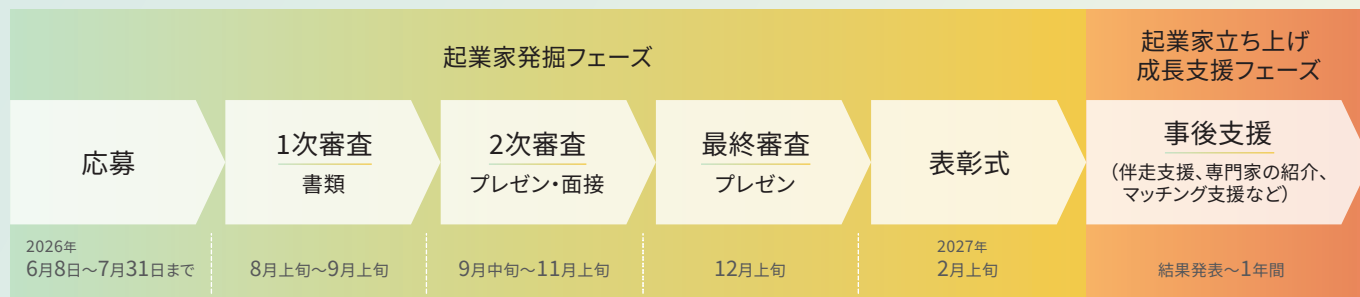 起業家発掘フェーズ
起業家立ち上げ
成長支援フェーズ
応募
1次審査
書類
2次審査
プレゼン・面接
最終審査
プレゼン
表彰式
事後支援
（伴走支援、専門家の紹介、
マッチング支援など）
2026年
6月8日～7月31日まで
8月上旬～9月上旬
9月中旬～11月上旬
12月上旬
2027年
2月上旬
結果発表～1年間